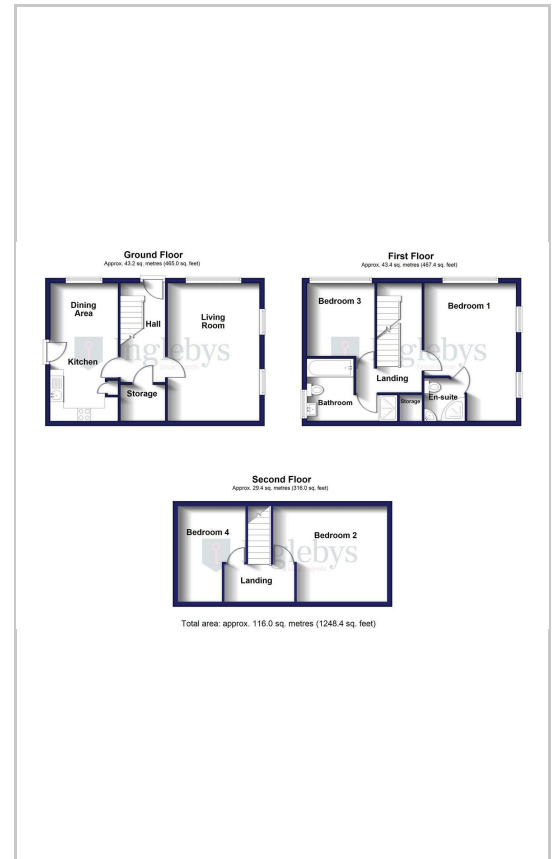 Ground Floor
Approx. 43.2 sq. metres (465.0 sq. feet)
Dining
Area
Hall
Living
Room
Inglebys
Kitchen
Storage
First Floor
Approx. 43.4 sq. metres (467.4 sq. feet)
Bedroom 3
Bedroom 1
Inglebys
Landing
Bathroom
Storage
En-suite
Second Floor
Approx. 29.4 sq. metres (316.0 sq. feet)
Bedroom 4
Bedroom 2
Inglebys
Landing
Total area: approx. 116.0 sq. metres (1248.4 sq. feet)